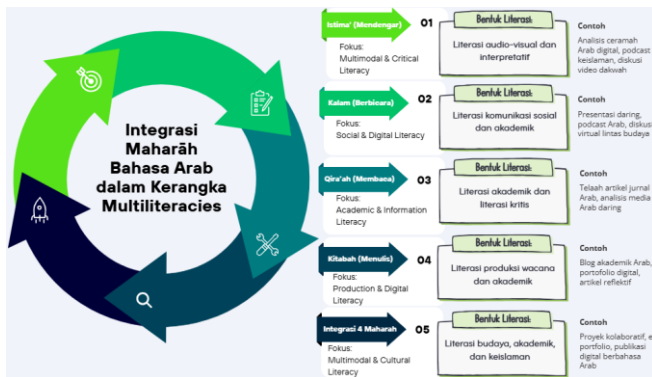 Integrasi
Maharāh
Bahasa Arab
dalam Kerangka
Multiliteracies
Istima' (Mendengar)
01
Fokus:
Multimodal & Critical
Literacy
Bentuk Literasi:
Literasi audio-visual dan
interpretatif
Contoh
Analisis ceramah
Arab digital, podcast
keislaman, diskusi
video dakwah
Kalam (Berbicara)
02
Fokus:
Social & Digital Literacy
Bentuk Literasi:
Literasi komunikasi sosial
dan akademik
Contoh
Presentasi daring,
podcast Arab, diskusi
virtual lintas budaya
Qira'ah (Membaca)
03
Fokus:
Academic & Information
Literacy
Bentuk Literasi:
Literasi akademik dan
literasi kritis
Contoh
Telaah artikel jurnal
Arab, analisis media
Arab daring
Kitabah (Menulis)
04
Fokus:
Production & Digital
Literacy
Bentuk Literasi:
Literasi produksi wacana
dan akademik
Contoh
Blog akademik Arab,
portofolio digital,
artikel reflektif
Integrasi 4 Maharah
05
Fokus:
Multimodal & Cultural
Literacy
Bentuk Literasi:
Literasi budaya, akademik,
dan keislaman
Contoh
Proyek kolaboratif, e
portfolio, publikasi
digital berbahasa
Arab